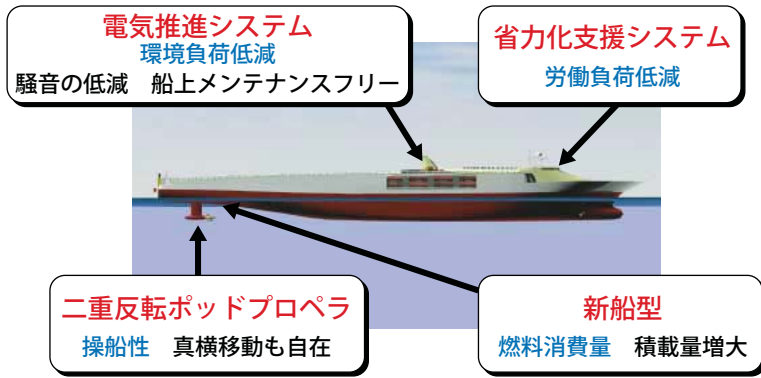 電気推進システム
環境負荷低減
騒音の低減　船上メンテナンスフリー
省力化支援システム
労働負荷低減
二重反転ポッドプロペラ
操船性　真横移動も自在
新船型
燃料消費量　積載量増大